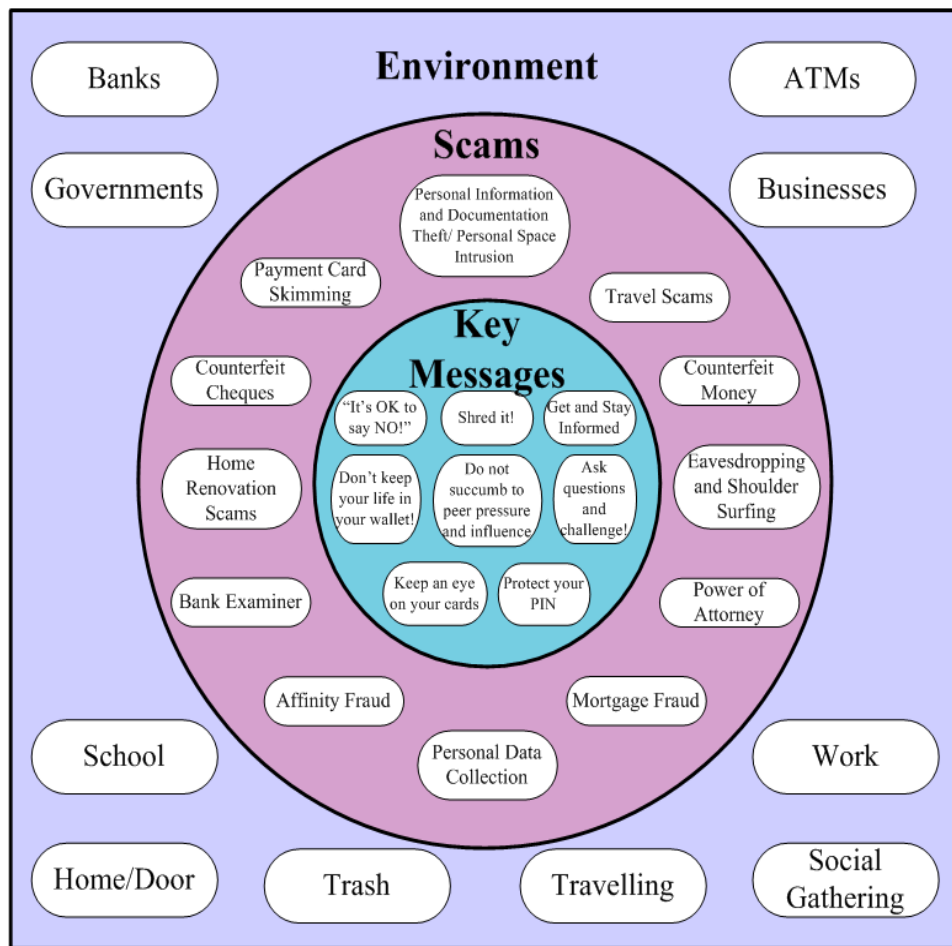 Banks
Environment
ATMs
Governments
Scams
Businesses
Personal Information
and Documentation
Theft/ Personal Space
Intrusion
Payment Card
Skimming
Travel Scams
Key
Messages
Counterfeit
Cheques
Counterfeit
Money
“It’s OK to
say NO!”
Shred it!
Get and Stay
Informed
Home
Renovation
Scams
Don’t keep
your life in
your wallet!
Do not
succumb to
peer pressure
and influence
Ask
questions
and
challenge!
Eavesdropping
and Shoulder
Surfing
Bank Examiner
Keep an eye
on your cards
Protect your
PIN
Power of
Attorney
Affinity Fraud
Mortgage Fraud
School
Personal Data
Collection
Work
Home/Door
Trash
Travelling
Social
Gathering